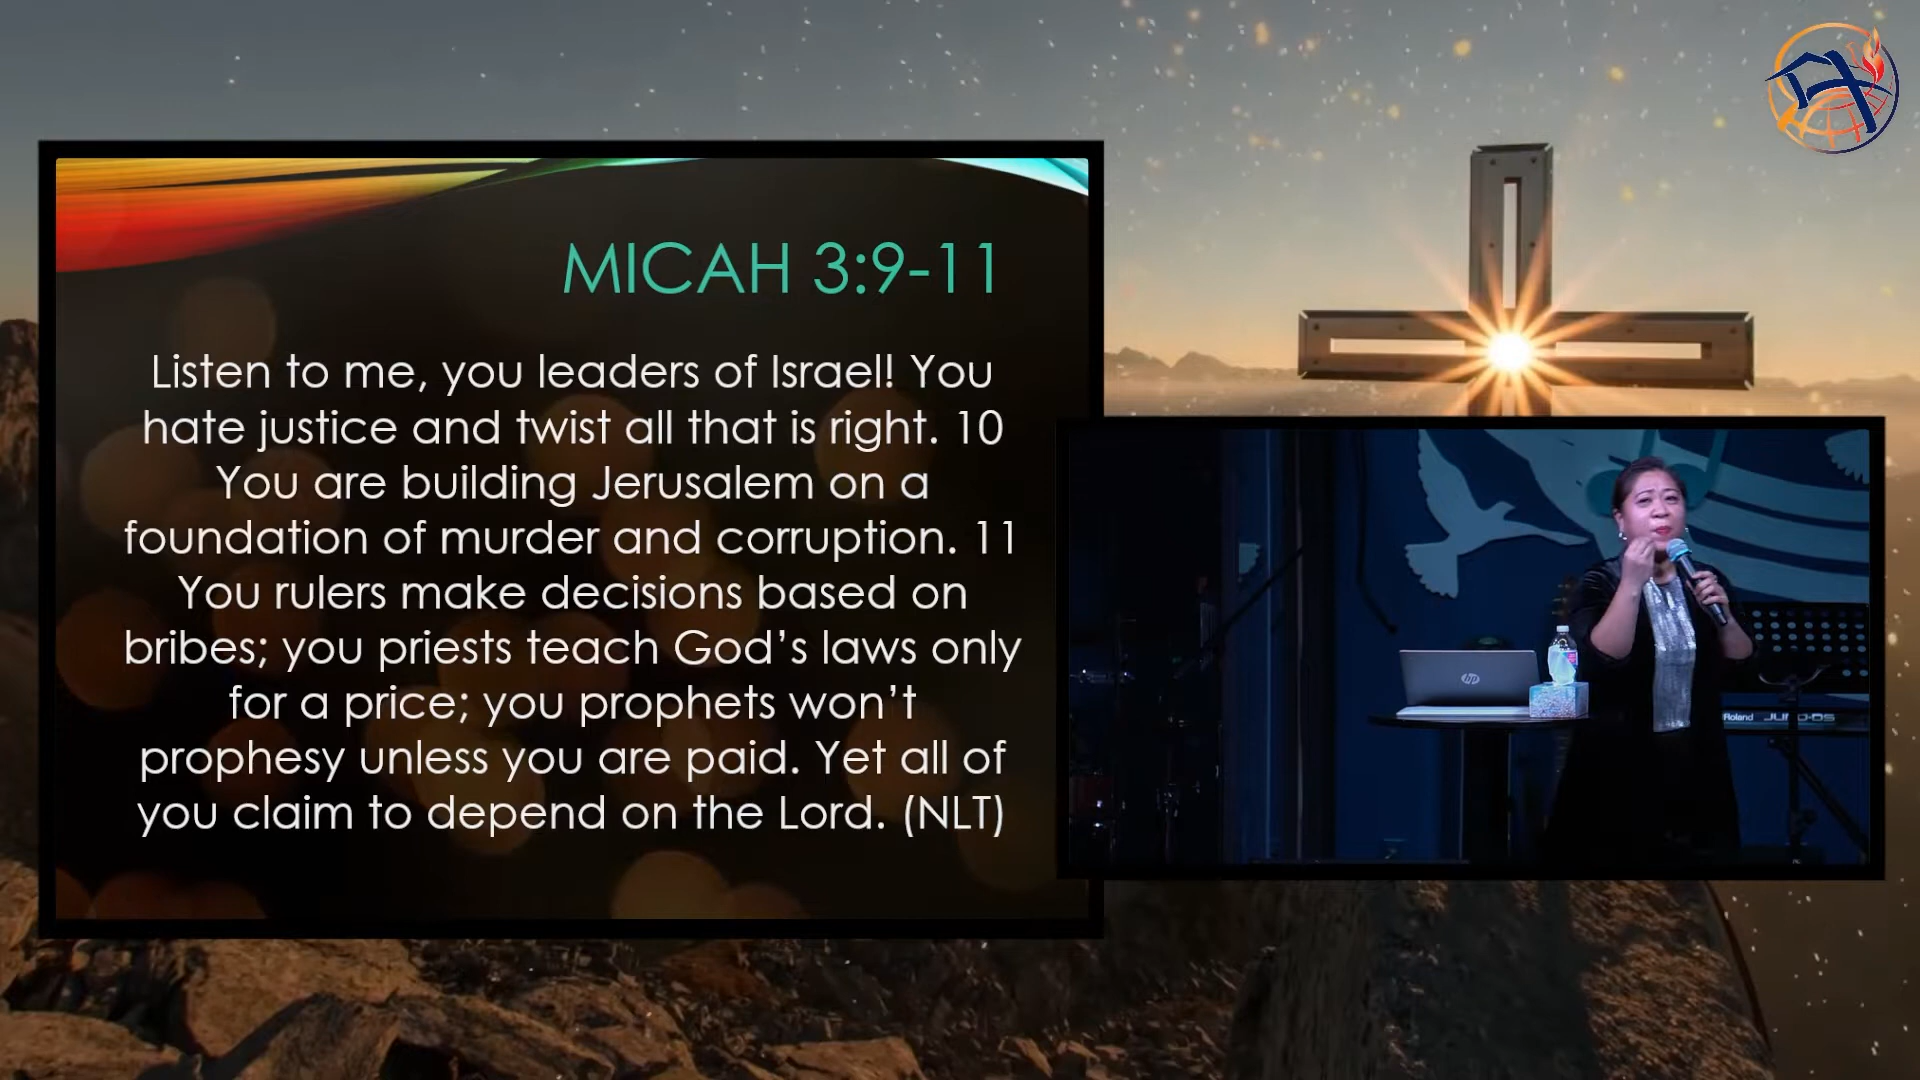 MICAH 3:9-11
Listen to me, you leaders of Israel! You
hate justice and twist all that is right. 10
You are building Jerusalem on a
foundation of murder and corruption. 11
You rulers make decisions based on
bribes; you priests teach God’s laws only
for a price; you prophets won’t
prophesy unless you are paid. Yet all of
you claim to depend on the Lord. (NLT)
hp
Roland JUNO-DS